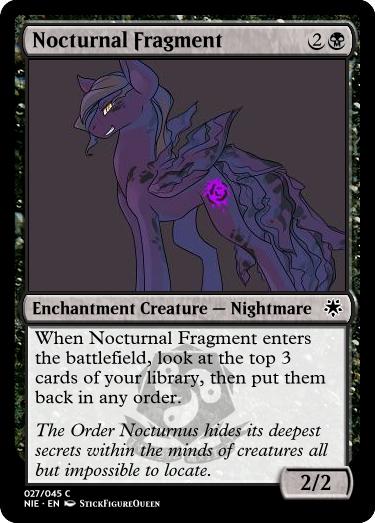 Nocturnal Fragment 2
Enchantment Creature — Nightmare
When Nocturnal Fragment enters
the battlefield, look at the top 3
cards of your library, then put them
back in any order.
The Order Nocturnus hides its deepest
secrets within the minds of creatures all
but impossible to locate.
2/2
027/045 C
NIE • EN StickFigureQueen